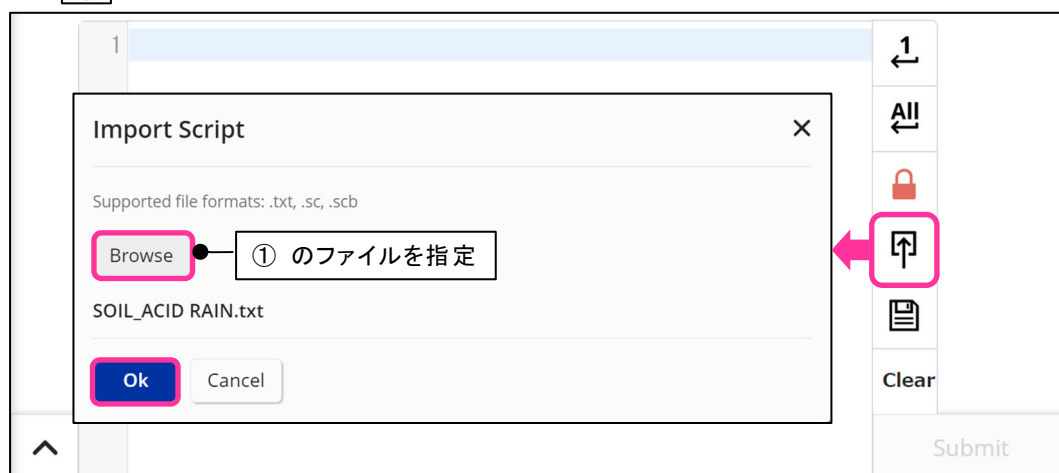 1
1
All
Import Script
Supported file formats: .txt, .sc, .scb
Browse
① のファイルを指定
SOIL_ACID RAIN.txt
Ok
Cancel
Clear
Submit